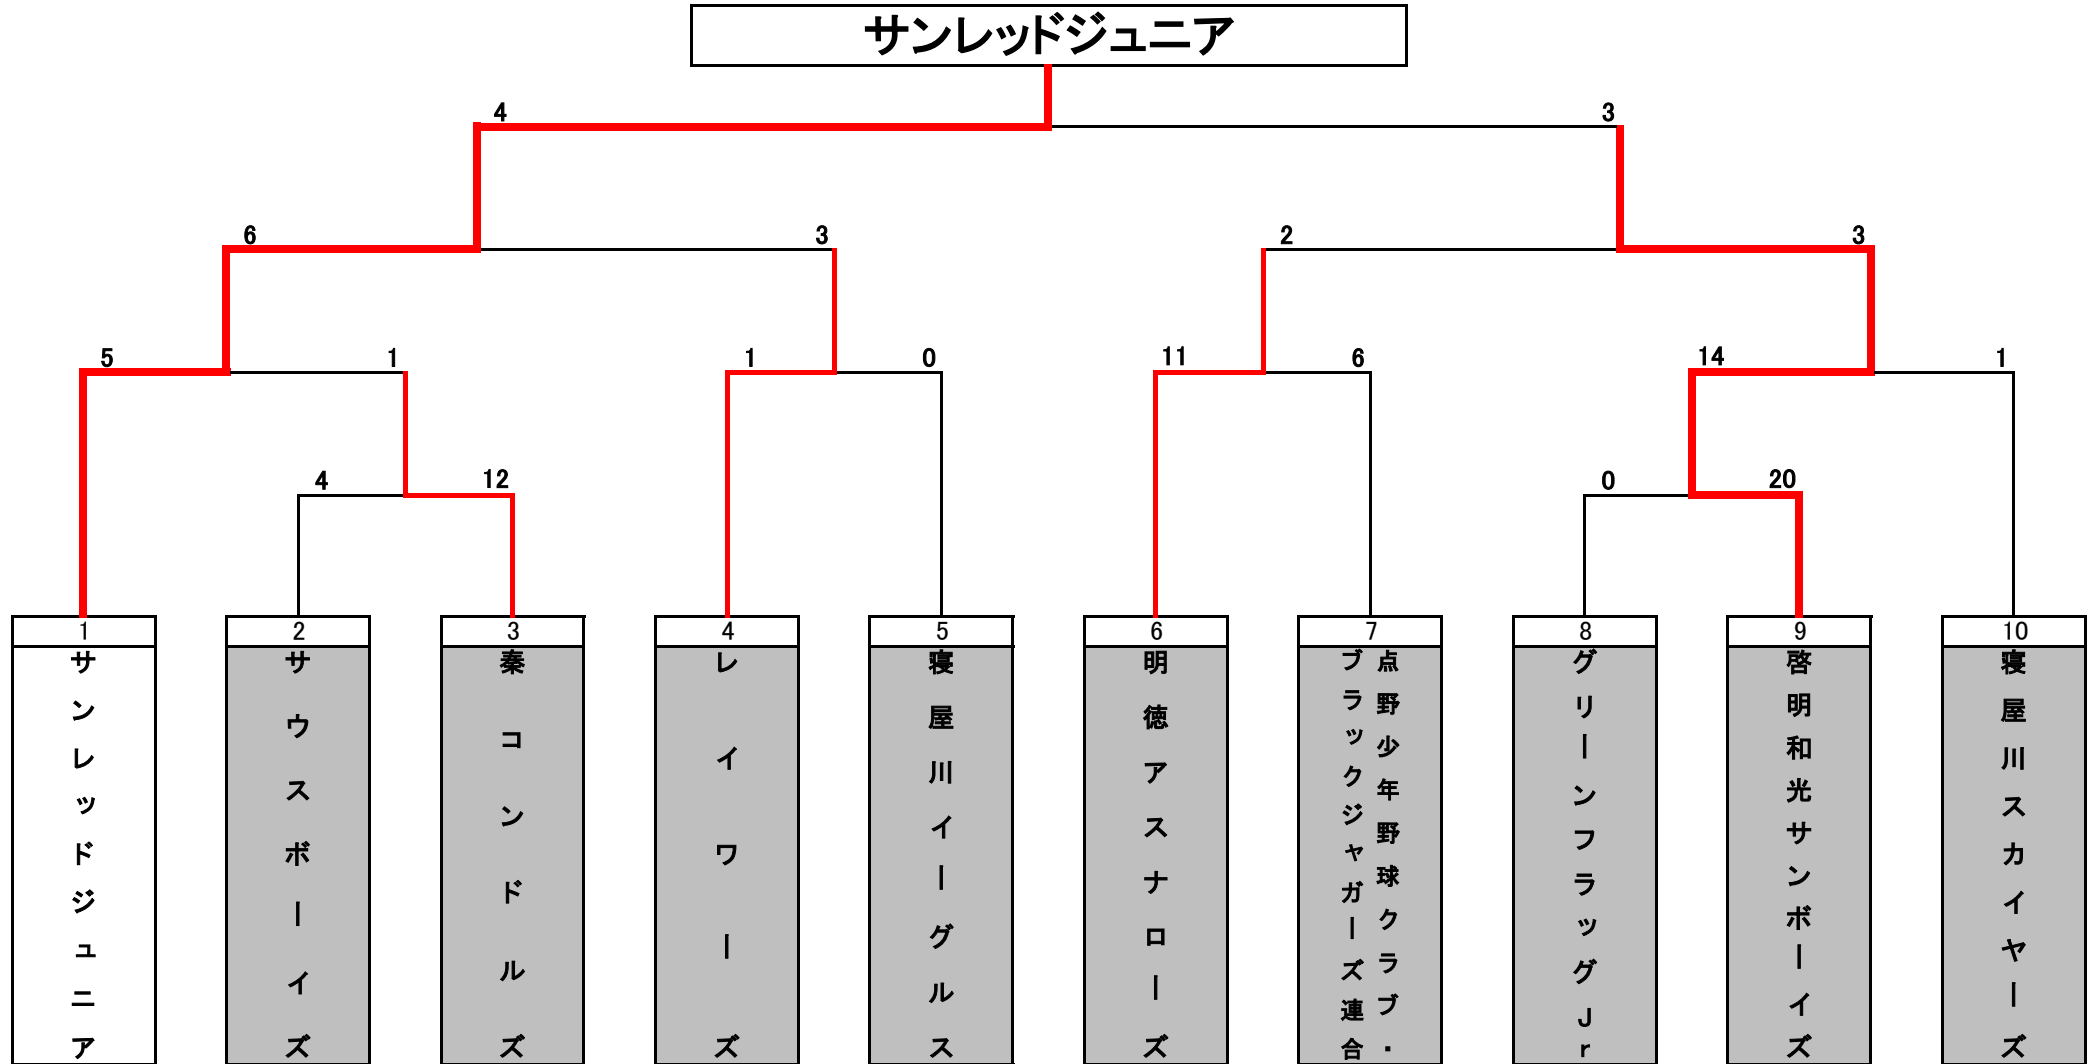 サンレッドジュニア
4
3
6
3
2
3
5
1
1
0
11
6
14
1
4
12
0
20
1
2
3
4
5
6
7
8
9
10
サンレッドジュニア
サウスボーイズ
秦コンドルズ
レイワーズ
寝屋川イーグルス
明徳アスナローズ
点野少年野球クラブ・
ブラックジャガーズ連合
グリーンフラッグJr
啓明和光サンボーイズ
寝屋川スカイヤーズ